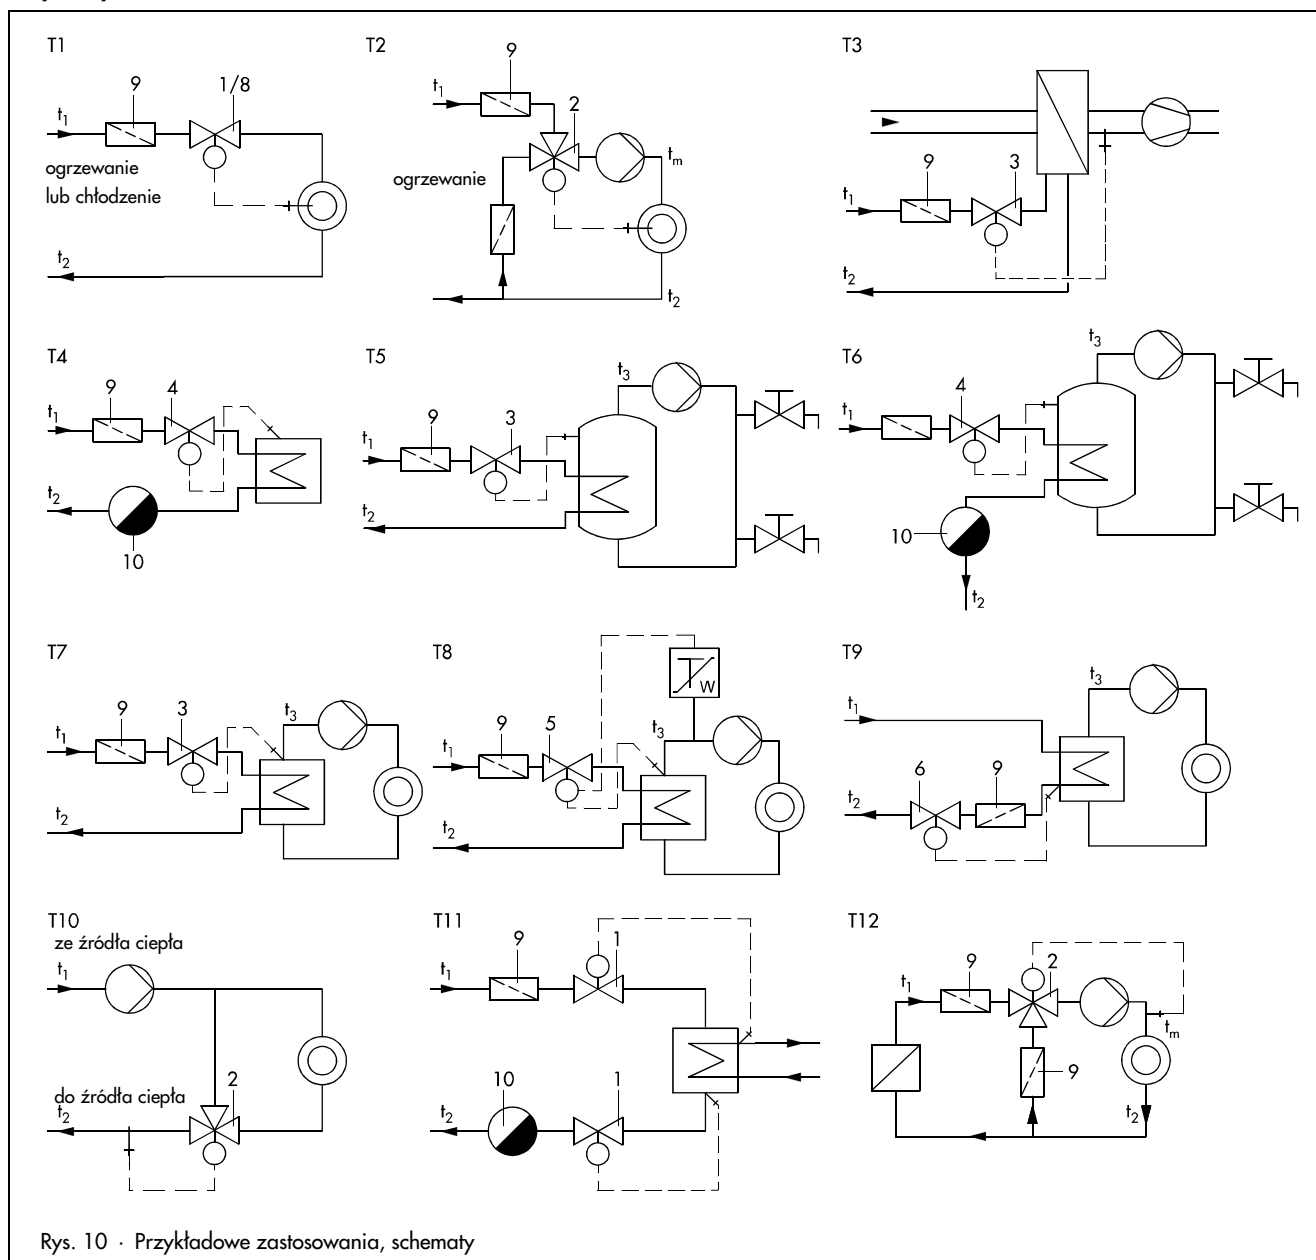 T1
9
1/8
t1
ogrzewanie
lub chłodzenie
t2
T2
9
t1
2
tm
ogrzewanie
t2
T3
9
3
t1
t2
T4
9
4
t1
t2
10
T5
t3
9
3
t1
t2
T6
t3
4
t1
10
t2
T7
9
3
t3
t1
t2
T8
W
9
5
t3
t1
t2
T9
t3
t1
6
9
t2
T10
ze źródła ciepła
t1
do źródła ciepła
2
t2
T11
9
1
t1
10
1
t2
T12
9
2
t1
tm
9
t2
Rys. 10 · Przykładowe zastosowania, schematy